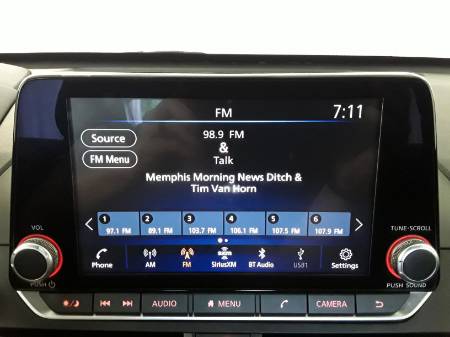 FM
7:11
Source
98.9 FM
&
FM Menu
Talk
Memphis Morning News Ditch &
Tim Van Horn
1 2 3 4 5 6
97.1 FM 89.1 FM 103.7 FM 106.1 FM 107.5 FM 107.9 FM
VOL
TUNE-SCROLL
Phone AM FM SiriusXM BT Audio USB1 Settings
PUSH
PUSH SOUND
AUDIO MENU CAMERA